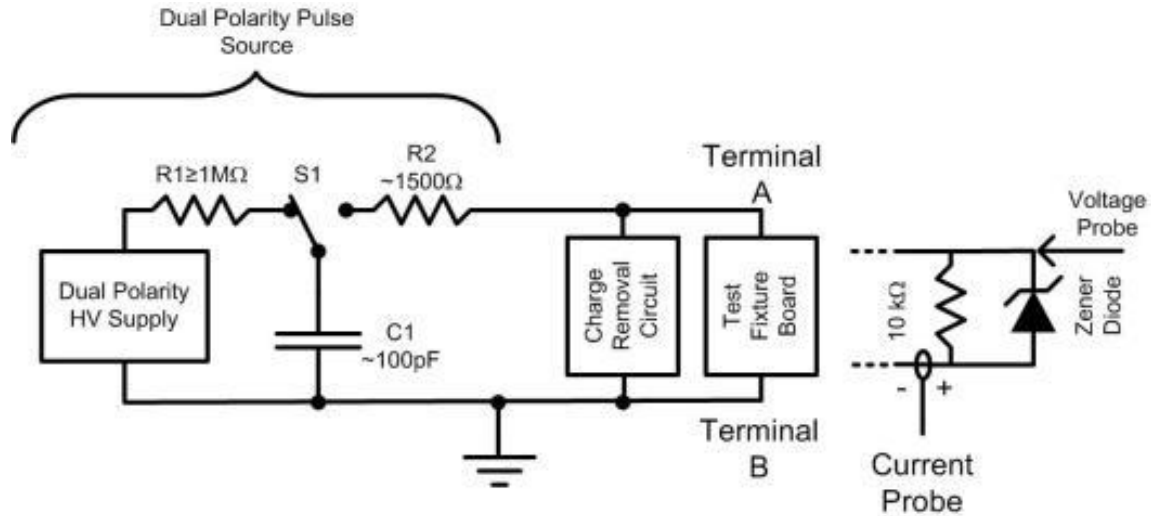 Dual Polarity Pulse
Source
R1≥1MΩ
S1
R2
~1500Ω
Terminal
A
Voltage
Probe
Dual Polarity
HV Supply
C1
~100pF
Charge
Removal
Circuit
Test
Fixture
Board
10 kΩ
Zener
Diode
- +
Terminal
B
Current
Probe